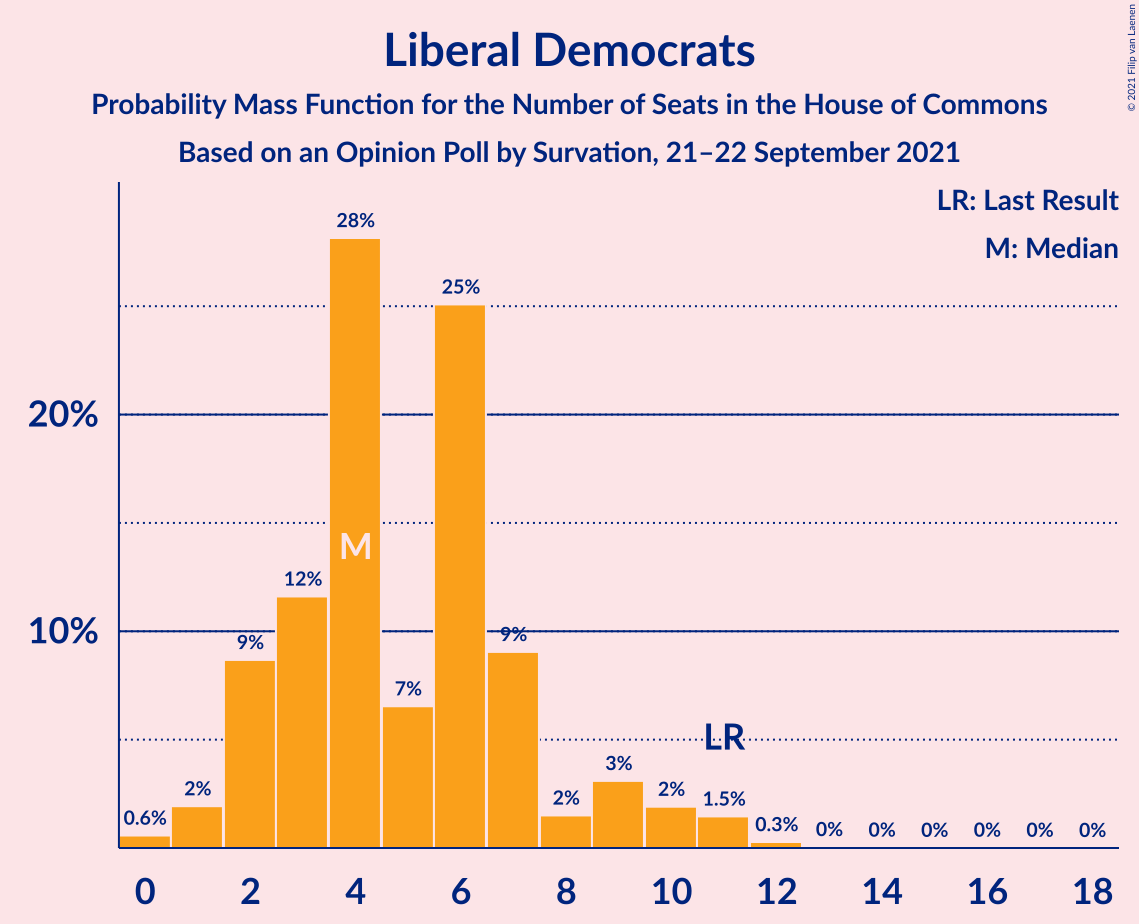 Liberal Democrats
Probability Mass Function for the Number of Seats in the House of Commons
Based on an Opinion Poll by Survation, 21–22 September 2021
© 2021 Filip van Laenen
LR: Last Result
M: Median
28%
25%
20%
M
12%
10%
9%
9%
7%
LR
3%
2%
2%
2%
1.5%
0.6%
0.3%
0% 0% 0% 0% 0% 0%
0 2 4 6 8 10 12 14 16 18